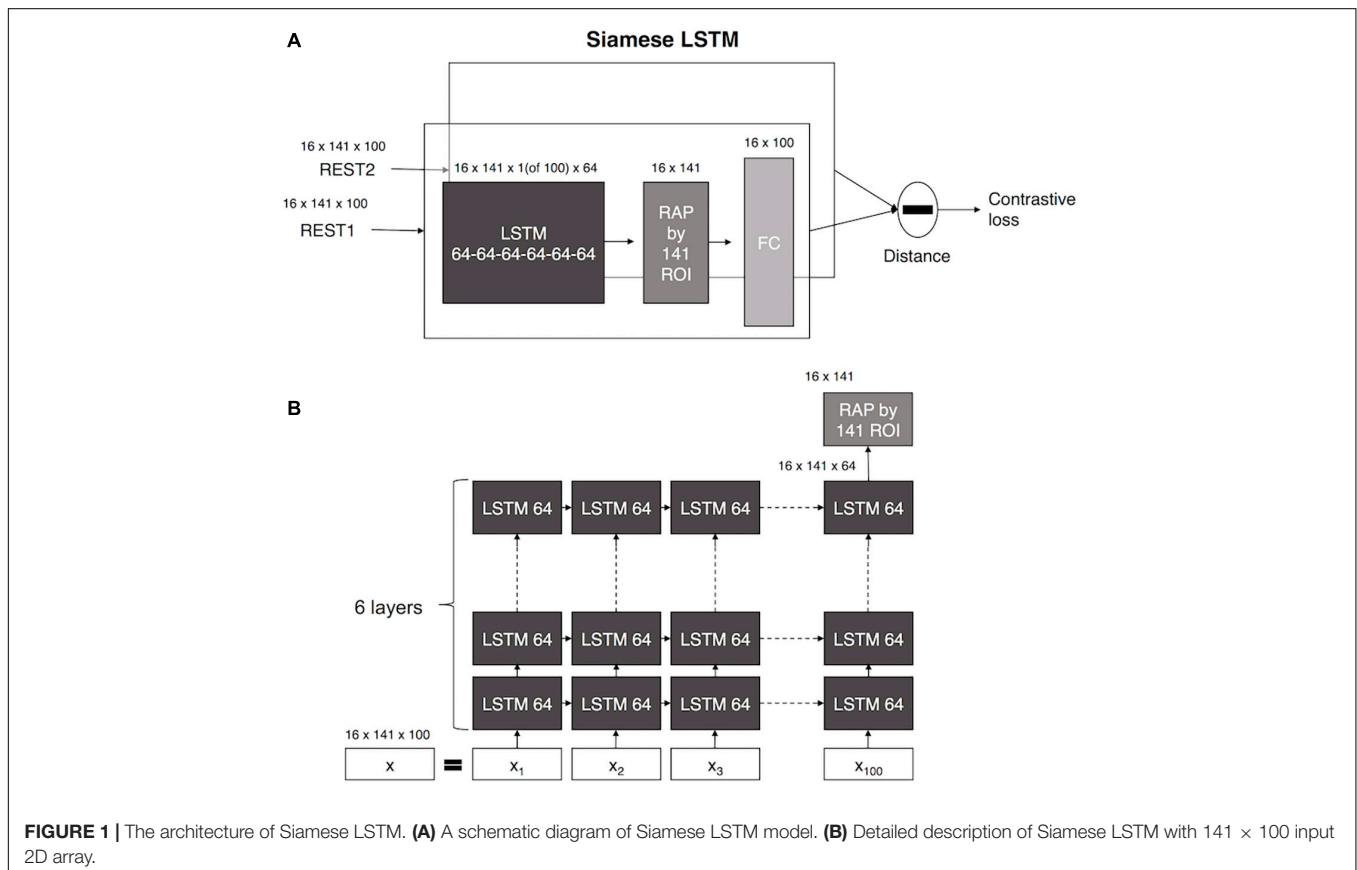 A
Siamese LSTM
16 x 141 x 100
REST2
16 x 141 x 100
REST1
16 x 141 x 1(of 100) x 64
LSTM
64-64-64-64-64-64
16 x 141
RAP
by
141
ROI
16 x 100
FC
Distance
Contrastive
loss
B
16 x 141
RAP by
141 ROI
16 x 141 x 64
LSTM 64 LSTM 64 LSTM 64 LSTM 64
6 layers
LSTM 64 LSTM 64 LSTM 64 LSTM 64
LSTM 64 LSTM 64 LSTM 64 LSTM 64
16 x 141 x 100
x = x₁ x₂ x₃ x₁₀₀
FIGURE 1 | The architecture of Siamese LSTM. (A) A schematic diagram of Siamese LSTM model. (B) Detailed description of Siamese LSTM with 141 × 100 input
2D array.